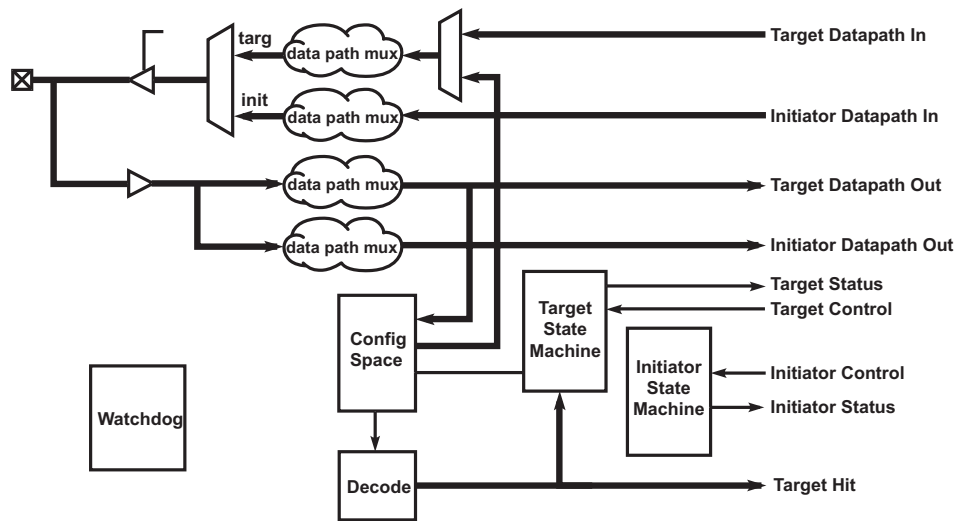 targ
data path mux
Target Datapath In
init
data path mux
Initiator Datapath In
data path mux
Target Datapath Out
data path mux
Initiator Datapath Out
Target Status
Target Control
Target
State
Machine
Config
Space
Initiator
State
Machine
Initiator Control
Initiator Status
Watchdog
Decode
Target Hit